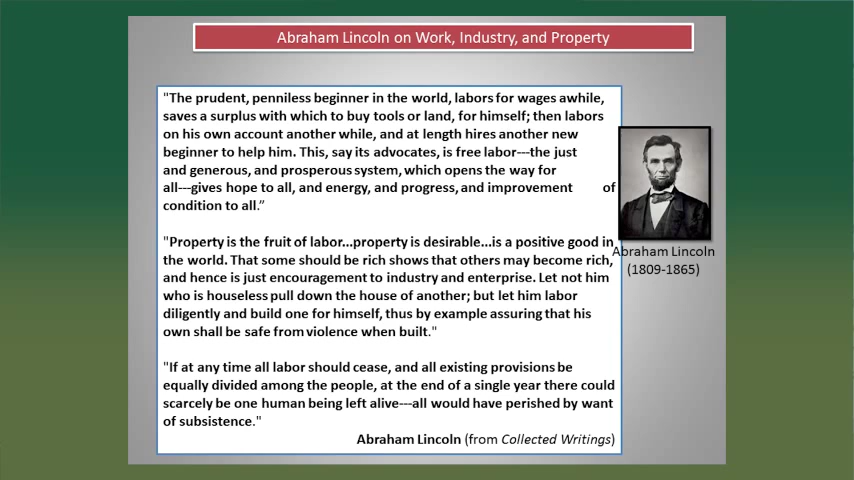 Abraham Lincoln on Work, Industry, and Property
"The prudent, penniless beginner in the world, labors for wages awhile,
saves a surplus with which to buy tools or land, for himself; then labors
on his own account another while, and at length hires another new
beginner to help him. This, say its advocates, is free labor---the just
and generous, and prosperous system, which opens the way for
all---gives hope to all, and energy, and progress, and improvement of
condition to all.”
"Property is the fruit of labor...property is desirable...is a positive good in
the world. That some should be rich shows that others may become rich,
and hence is just encouragement to industry and enterprise. Let not him
who is houseless pull down the house of another; but let him labor
diligently and build one for himself, thus by example assuring that his
own shall be safe from violence when built."
"If at any time all labor should cease, and all existing provisions be
equally divided among the people, at the end of a single year there could
scarcely be one human being left alive---all would have perished by want
of subsistence."
Abraham Lincoln (from Collected Writings)
Abraham Lincoln
(1809-1865)